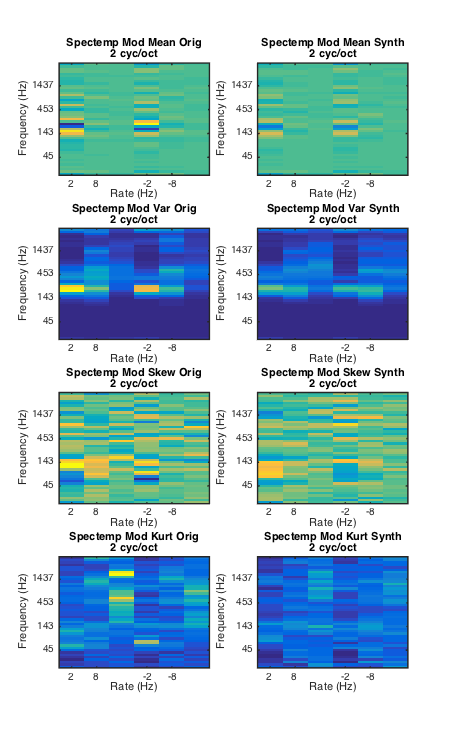 Spectemp Mod Mean Orig
2 cyc/oct
Frequency (Hz)
1437
453
143
45
2 8 -2 -8
Rate (Hz)
Spectemp Mod Mean Synth
2 cyc/oct
Frequency (Hz)
1437
453
143
45
2 8 -2 -8
Rate (Hz)
Spectemp Mod Var Orig
2 cyc/oct
Frequency (Hz)
1437
453
143
45
2 8 -2 -8
Rate (Hz)
Spectemp Mod Var Synth
2 cyc/oct
Frequency (Hz)
1437
453
143
45
2 8 -2 -8
Rate (Hz)
Spectemp Mod Skew Orig
2 cyc/oct
Frequency (Hz)
1437
453
143
45
2 8 -2 -8
Rate (Hz)
Spectemp Mod Skew Synth
2 cyc/oct
Frequency (Hz)
1437
453
143
45
2 8 -2 -8
Rate (Hz)
Spectemp Mod Kurt Orig
2 cyc/oct
Frequency (Hz)
1437
453
143
45
2 8 -2 -8
Rate (Hz)
Spectemp Mod Kurt Synth
2 cyc/oct
Frequency (Hz)
1437
453
143
45
2 8 -2 -8
Rate (Hz)